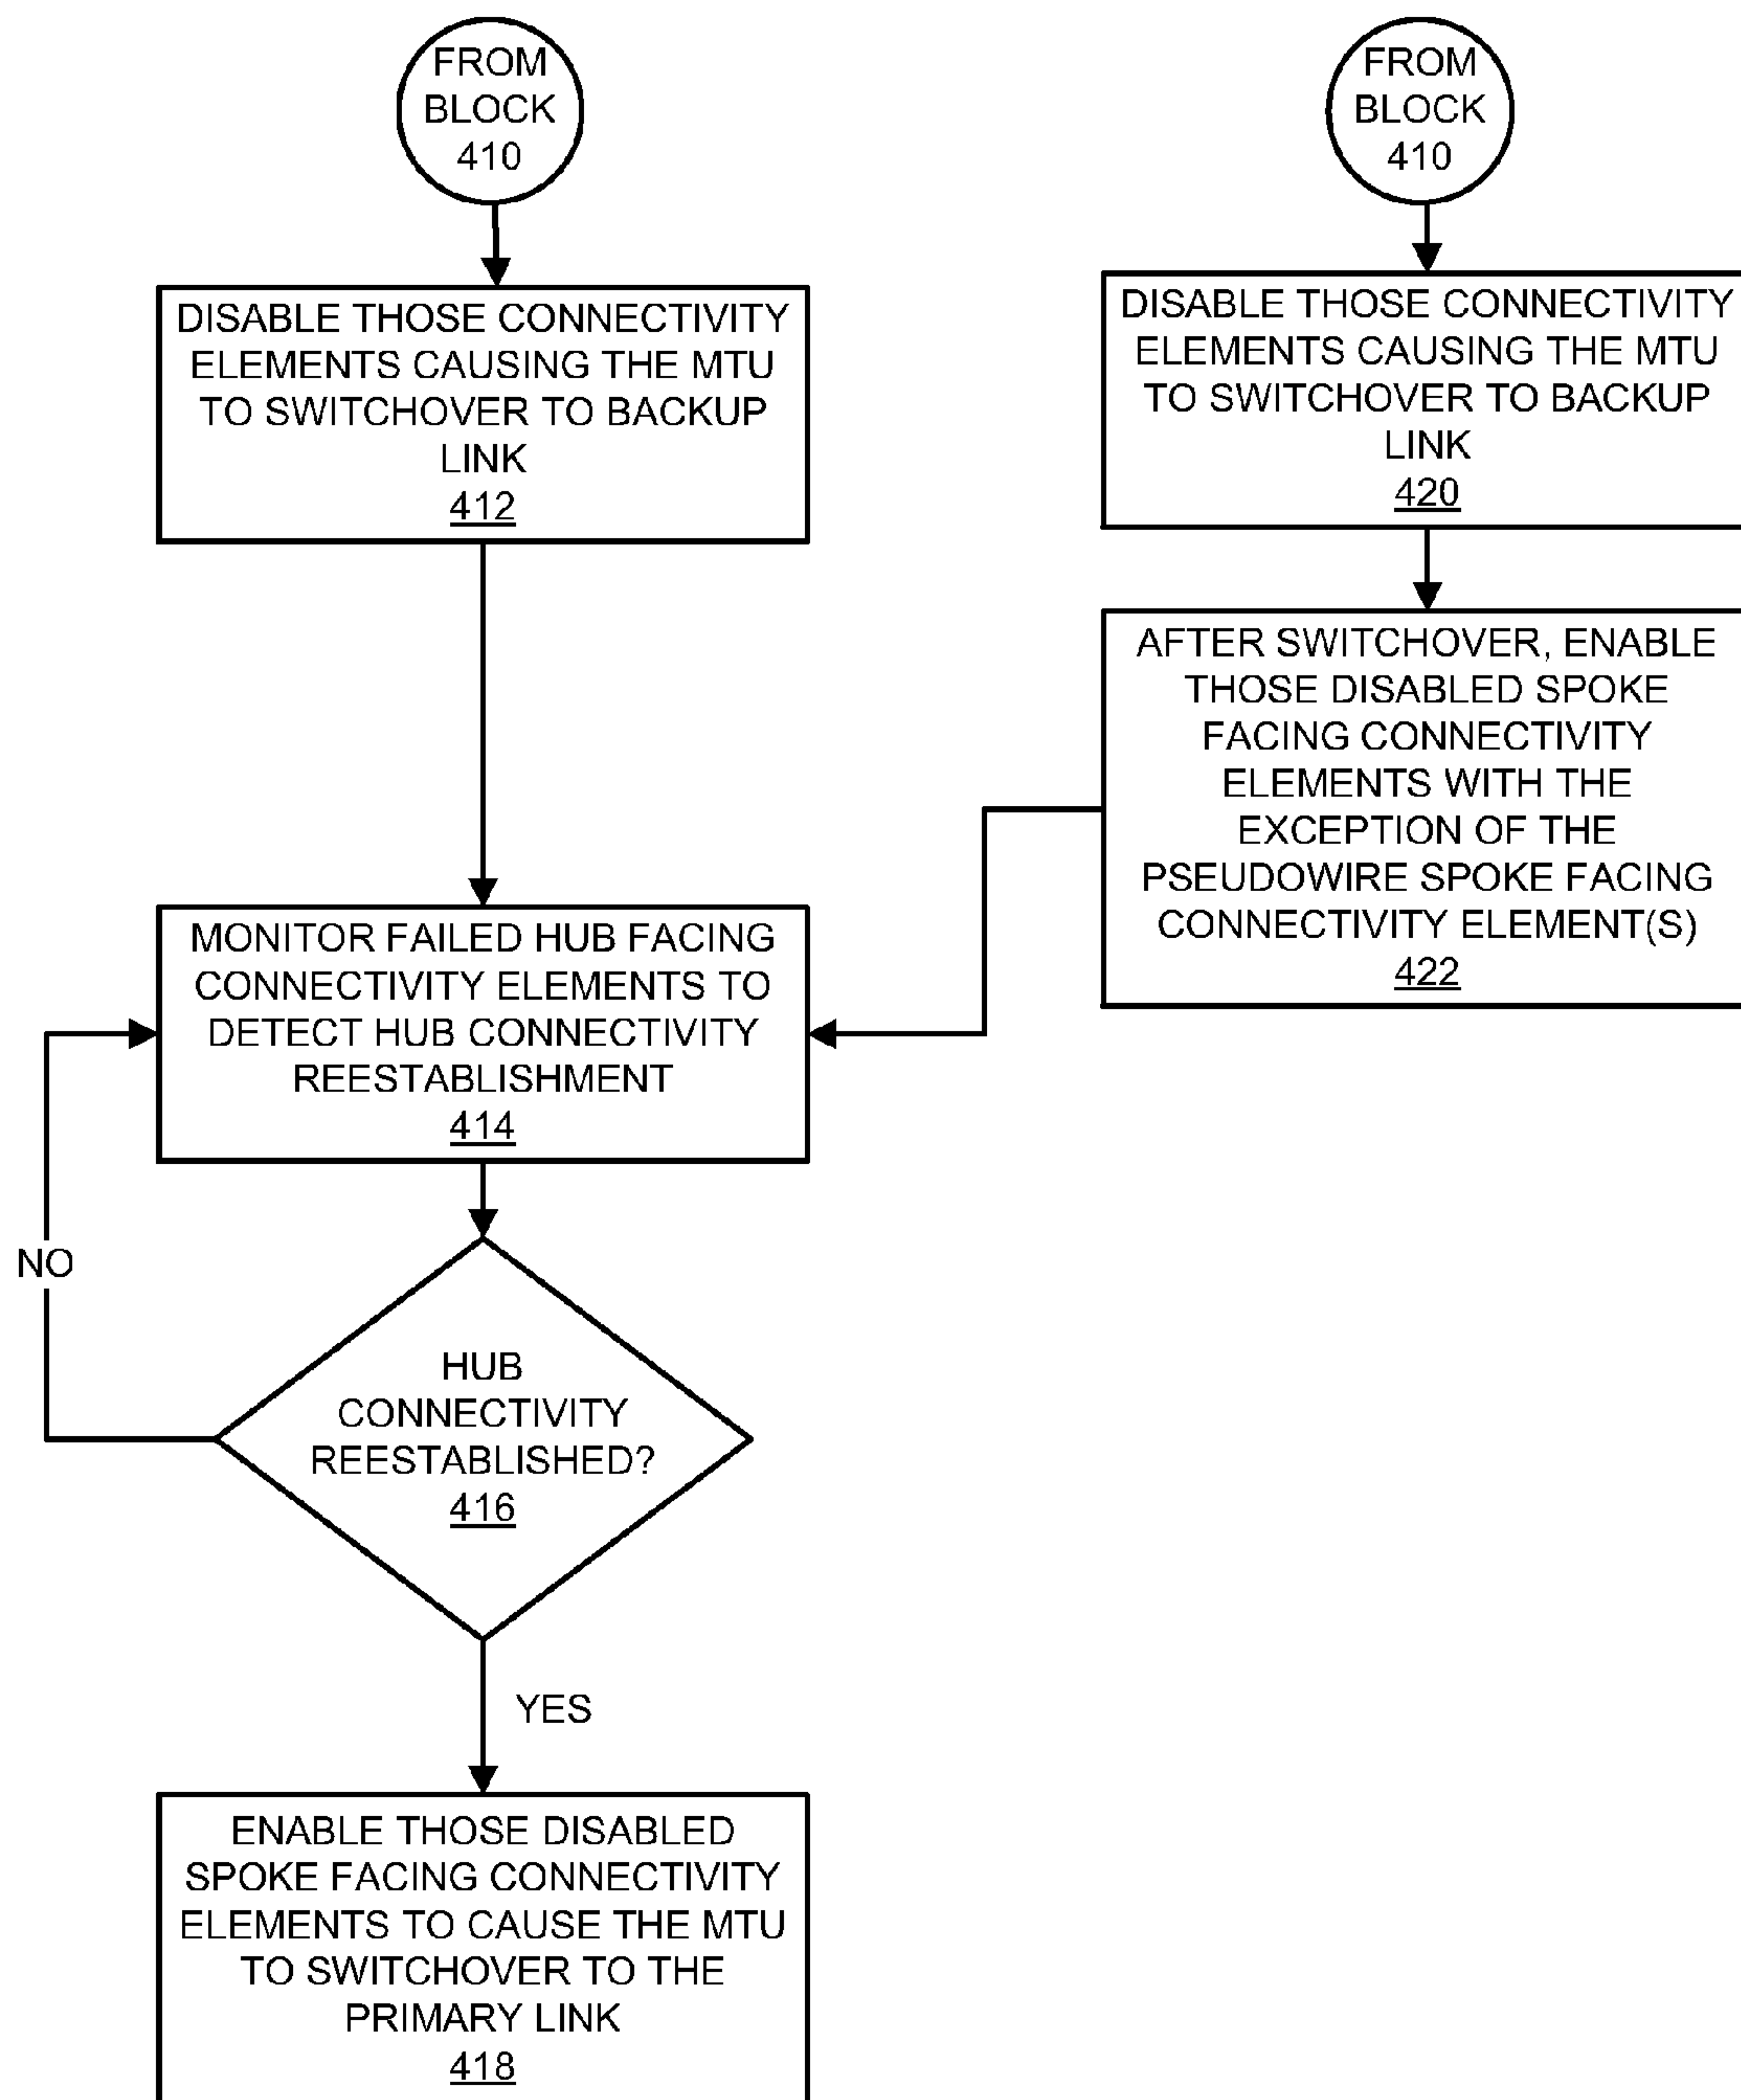 FROM
BLOCK
410
DISABLE THOSE CONNECTIVITY
ELEMENTS CAUSING THE MTU
TO SWITCHOVER TO BACKUP
LINK
412
MONITOR FAILED HUB FACING
CONNECTIVITY ELEMENTS TO
DETECT HUB CONNECTIVITY
REESTABLISHMENT
414
NO
HUB
CONNECTIVITY
REESTABLISHED?
416
YES
ENABLE THOSE DISABLED
SPOKE FACING CONNECTIVITY
ELEMENTS TO CAUSE THE MTU
TO SWITCHOVER TO THE
PRIMARY LINK
418
FROM
BLOCK
410
DISABLE THOSE CONNECTIVITY
ELEMENTS CAUSING THE MTU
TO SWITCHOVER TO BACKUP
LINK
420
AFTER SWITCHOVER, ENABLE
THOSE DISABLED SPOKE
FACING CONNECTIVITY
ELEMENTS WITH THE
EXCEPTION OF THE
PSEUDOWIRE SPOKE FACING
CONNECTIVITY ELEMENT(S)
422